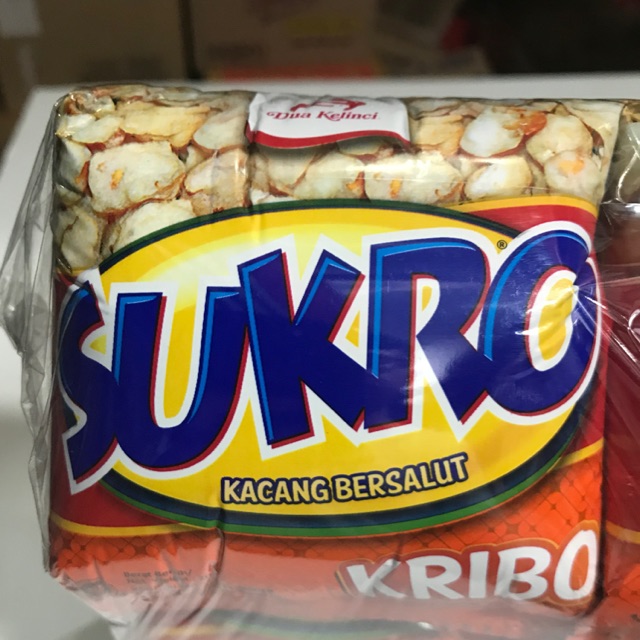 Dua Kelinci
SUKRO®
KACANG BERSALUT
KRIBO